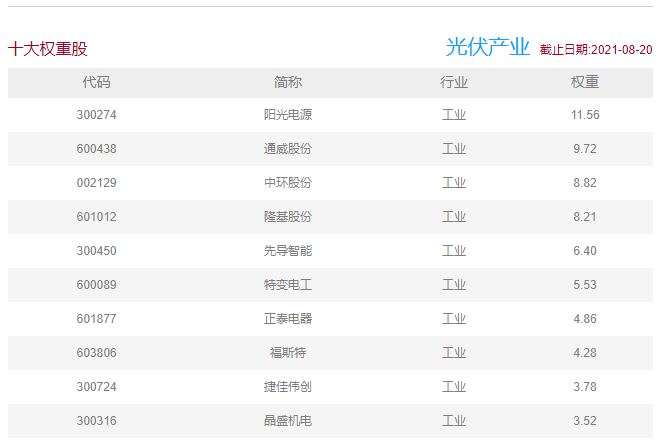 十大权重股 光伏产业 截止日期:2021-08-20
代码 简称 行业 权重
300274 阳光电源 工业 11.56
600438 通威股份 工业 9.72
002129 中环股份 工业 8.82
601012 隆基股份 工业 8.21
300450 先导智能 工业 6.40
600089 特变电工 工业 5.53
601877 正泰电器 工业 4.86
603806 福斯特 工业 4.28
300724 捷佳伟创 工业 3.78
300316 晶盛机电 工业 3.52